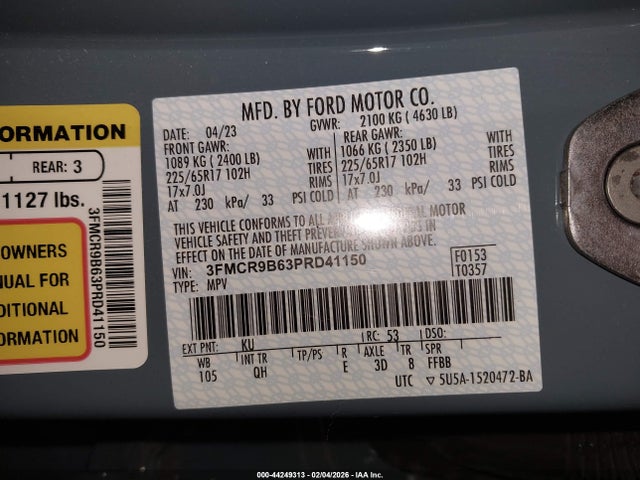 ORMATION
REAR: 3
1127 lbs.
OWNERS
NUAL FOR
DITIONAL
ORMATION
3FMCR9B63PRD41150
MFD. BY FORD MOTOR CO.
DATE: 04/23 GVWR: 2100 KG ( 4630 LB)
FRONT GAWR: REAR GAWR:
1089 KG ( 2400 LB) WITH 1066 KG ( 2350 LB) WITH
225/65R17 102H TIRES 225/65R17 102H TIRES
17x7.0J RIMS 17x7.0J RIMS
AT 230 kPa/ 33 PSI COLD AT 230 kPa/ 33 PSI COLD
THIS VEHICLE CONFORMS TO ALL MOTOR
VEHICLE SAFETY AND THEFT STANDARDS IN
EFFECT ON THE DATE OF MANUFACTURE SHOWN ABOVE.
VIN: 3FMCR9B63PRD41150 F0153
TYPE: MPV T0357
EXT PNT: KU RC: 53 DSO:
WB INT TR TP/PS R AXLE TR SPR
105 QH E 3D 8 FFBB
UTC ▽ 5U5A-1520472-BA
000-44249313 - 02/04/2026 - IAA Inc.